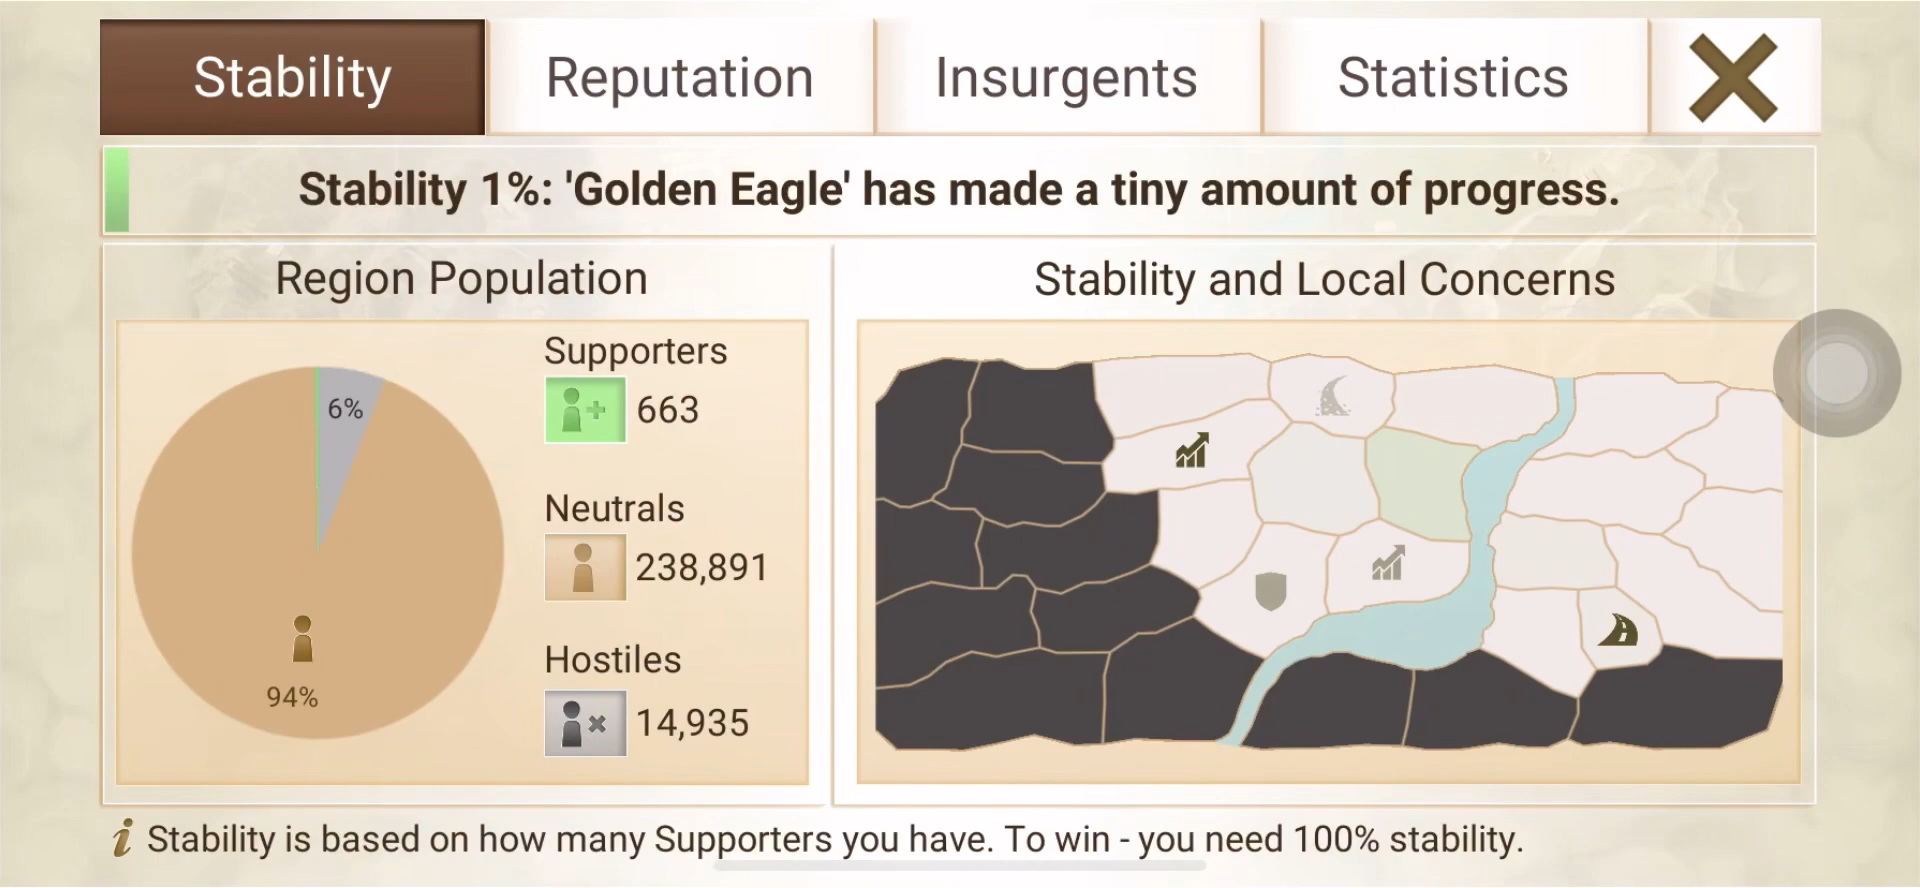 Stability
Reputation
Insurgents
Statistics
Stability 1%: 'Golden Eagle' has made a tiny amount of progress.
Region Population
6%
94%
Supporters
663
Neutrals
238,891
Hostiles
14,935
Stability and Local Concerns
i Stability is based on how many Supporters you have. To win - you need 100% stability.